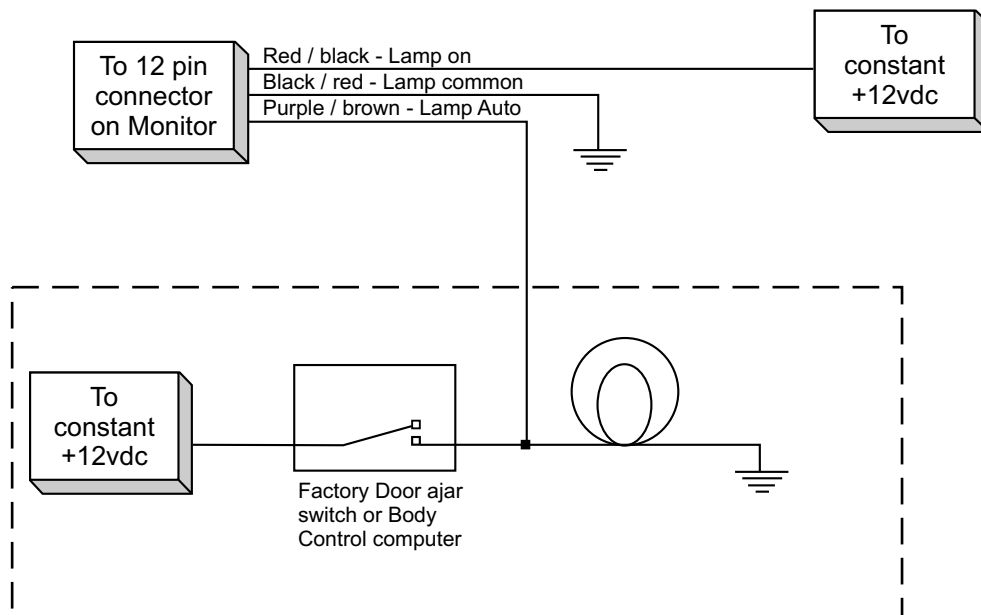 To 12 pin
connector
on Monitor
Red / black - Lamp on
Black / red - Lamp common
Purple / brown - Lamp Auto
To
constant
+12vdc
To
constant
+12vdc
Factory Door ajar
switch or Body
Control computer